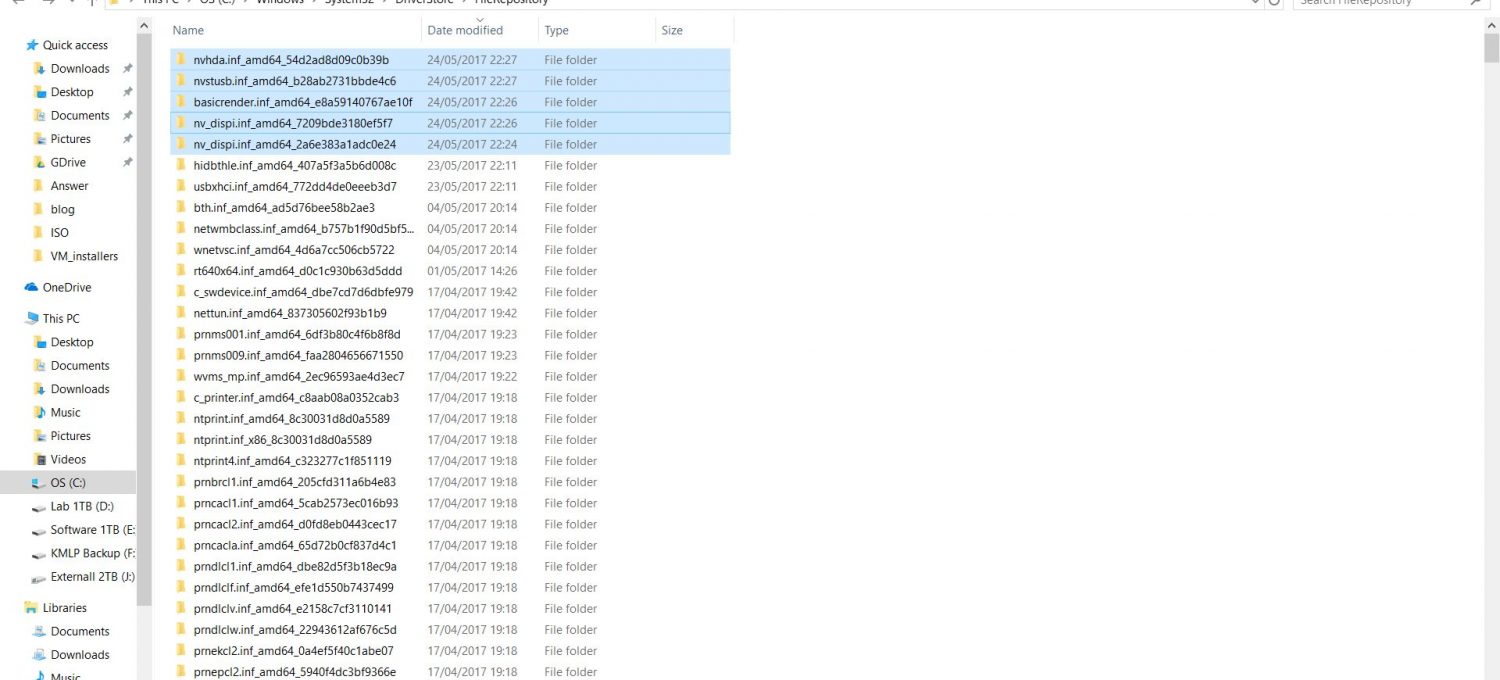 This PC > OS (C:) > Windows > System32 > DriverStore > FileRepository
Search FileRepository
Name Date modified Type Size
Quick access
Downloads
Desktop
Documents
Pictures
GDrive
Answer
blog
ISO
VM_installers
OneDrive
This PC
Desktop
Documents
Downloads
Music
Pictures
Videos
OS (C:)
Lab 1TB (D:)
Software 1TB (E:
KMLP Backup (F:
Externall 2TB (J:)
Libraries
Documents
Downloads
Music
nvhda.inf_amd64_54d2ad8d09c0b39b 24/05/2017 22:27 File folder
nvstusb.inf_amd64_b28ab2731bbde4c6 24/05/2017 22:27 File folder
basicrender.inf_amd64_e8a59140767ae10f 24/05/2017 22:26 File folder
nv_dispi.inf_amd64_7209bde3180ef5f7 24/05/2017 22:26 File folder
nv_dispi.inf_amd64_2a6e383a1adc0e24 24/05/2017 22:24 File folder
hidbthle.inf_amd64_407a5f3a5b6d008c 23/05/2017 22:11 File folder
usbxhci.inf_amd64_772dd4de0eeeb3d7 23/05/2017 22:11 File folder
bth.inf_amd64_ad5d76bee58b2ae3 04/05/2017 20:14 File folder
netwmbclass.inf_amd64_b757b1f90d5bf5... 04/05/2017 20:14 File folder
wnetvsc.inf_amd64_4d6a7cc506cb5722 04/05/2017 20:14 File folder
rt640x64.inf_amd64_d0c1c930b63d5ddd 01/05/2017 14:26 File folder
c_swdevice.inf_amd64_dbe7cd7d6dbfe979 17/04/2017 19:42 File folder
nettun.inf_amd64_837305602f93b1b9 17/04/2017 19:42 File folder
prnms001.inf_amd64_6df3b80c4f6b8f8d 17/04/2017 19:23 File folder
prnms009.inf_amd64_faa2804656671550 17/04/2017 19:23 File folder
wvms_mp.inf_amd64_2ec96593ae4d3ec7 17/04/2017 19:22 File folder
c_printer.inf_amd64_c8aab08a0352cab3 17/04/2017 19:18 File folder
ntprint.inf_amd64_8c30031d8d0a5589 17/04/2017 19:18 File folder
ntprint.inf_x86_8c30031d8d0a5589 17/04/2017 19:18 File folder
ntprint4.inf_amd64_c323277c1f851119 17/04/2017 19:18 File folder
prnbrcl1.inf_amd64_205cfd311a6b4e83 17/04/2017 19:18 File folder
prncacl1.inf_amd64_5cab2573ec016b93 17/04/2017 19:18 File folder
prncacl2.inf_amd64_d0fd8eb0443cec17 17/04/2017 19:18 File folder
prncacla.inf_amd64_65d72b0cf837d4c1 17/04/2017 19:18 File folder
prndlcl1.inf_amd64_dbe82d5f3b18ec9a 17/04/2017 19:18 File folder
prndlclf.inf_amd64_efe1d550b7437499 17/04/2017 19:18 File folder
prndlclv.inf_amd64_e2158c7cf3110141 17/04/2017 19:18 File folder
prndlclw.inf_amd64_22943612af676c5d 17/04/2017 19:18 File folder
prnekcl2.inf_amd64_0a4ef5f40c1abe07 17/04/2017 19:18 File folder
prnepcl2.inf_amd64_5940f4dc3bf9366e 17/04/2017 19:18 File folder